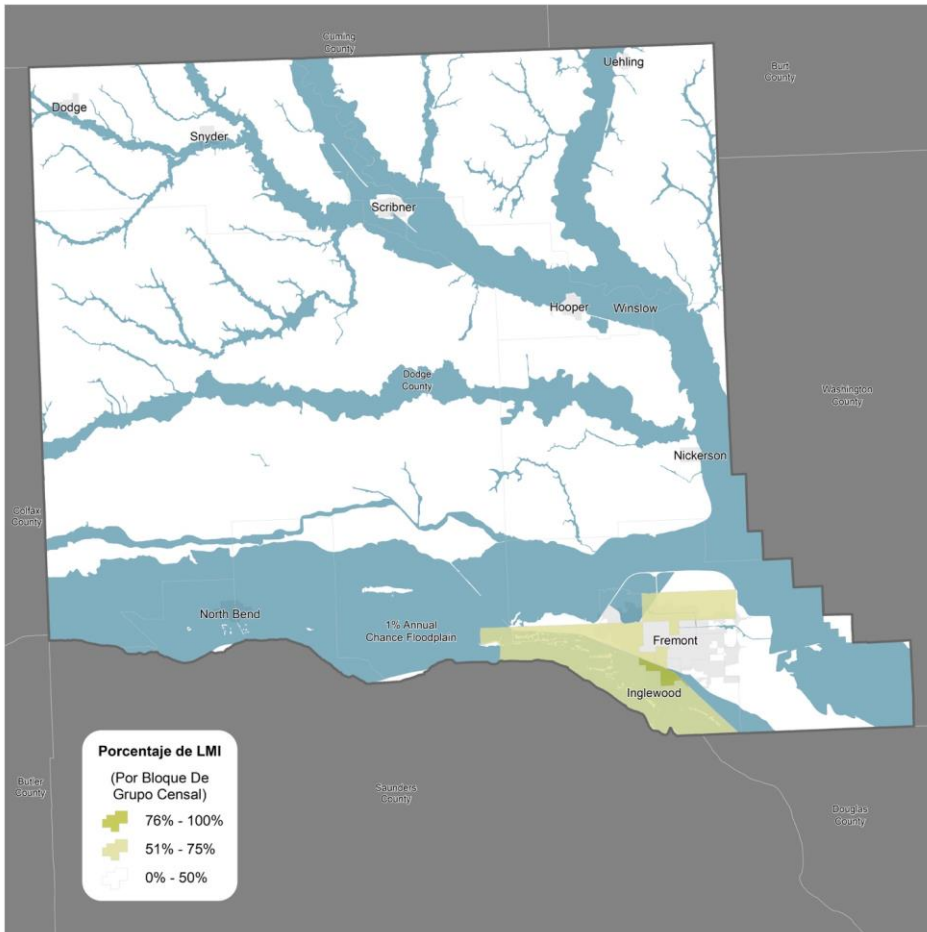 Cuming
County
Burt
County
Uehling
Dodge
Snyder
Scribner
Hooper
Winslow
Dodge
County
Washington
County
Nickerson
Colfax
County
North Bend
1% Annual
Chance Floodplain
Fremont
Inglewood
Porcentaje de LMI
(Por Bloque De
Grupo Censal)
76% - 100%
51% - 75%
0% - 50%
Butler
County
Saunders
County
Douglas
County